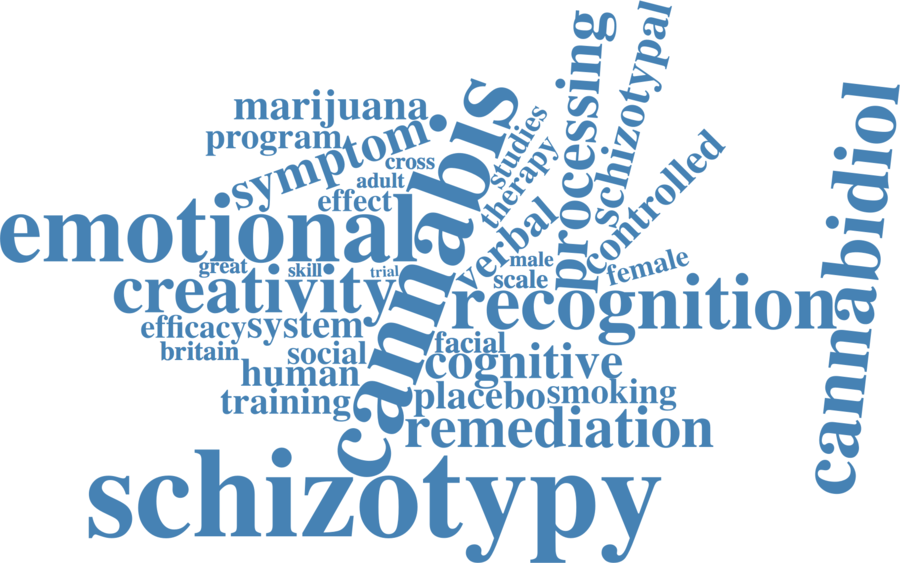 processing
schizotypal
cannabis
marijuana
program
symptom
studies
cross
therapy
adult
effect
controlled
cannabidiol
emotional
verbal
male
female
great
skill
trial
scale
creativity
recognition
efficacy
system
britain
social
facial
cognitive
human
training
placebo
smoking
remediation
schizotypy